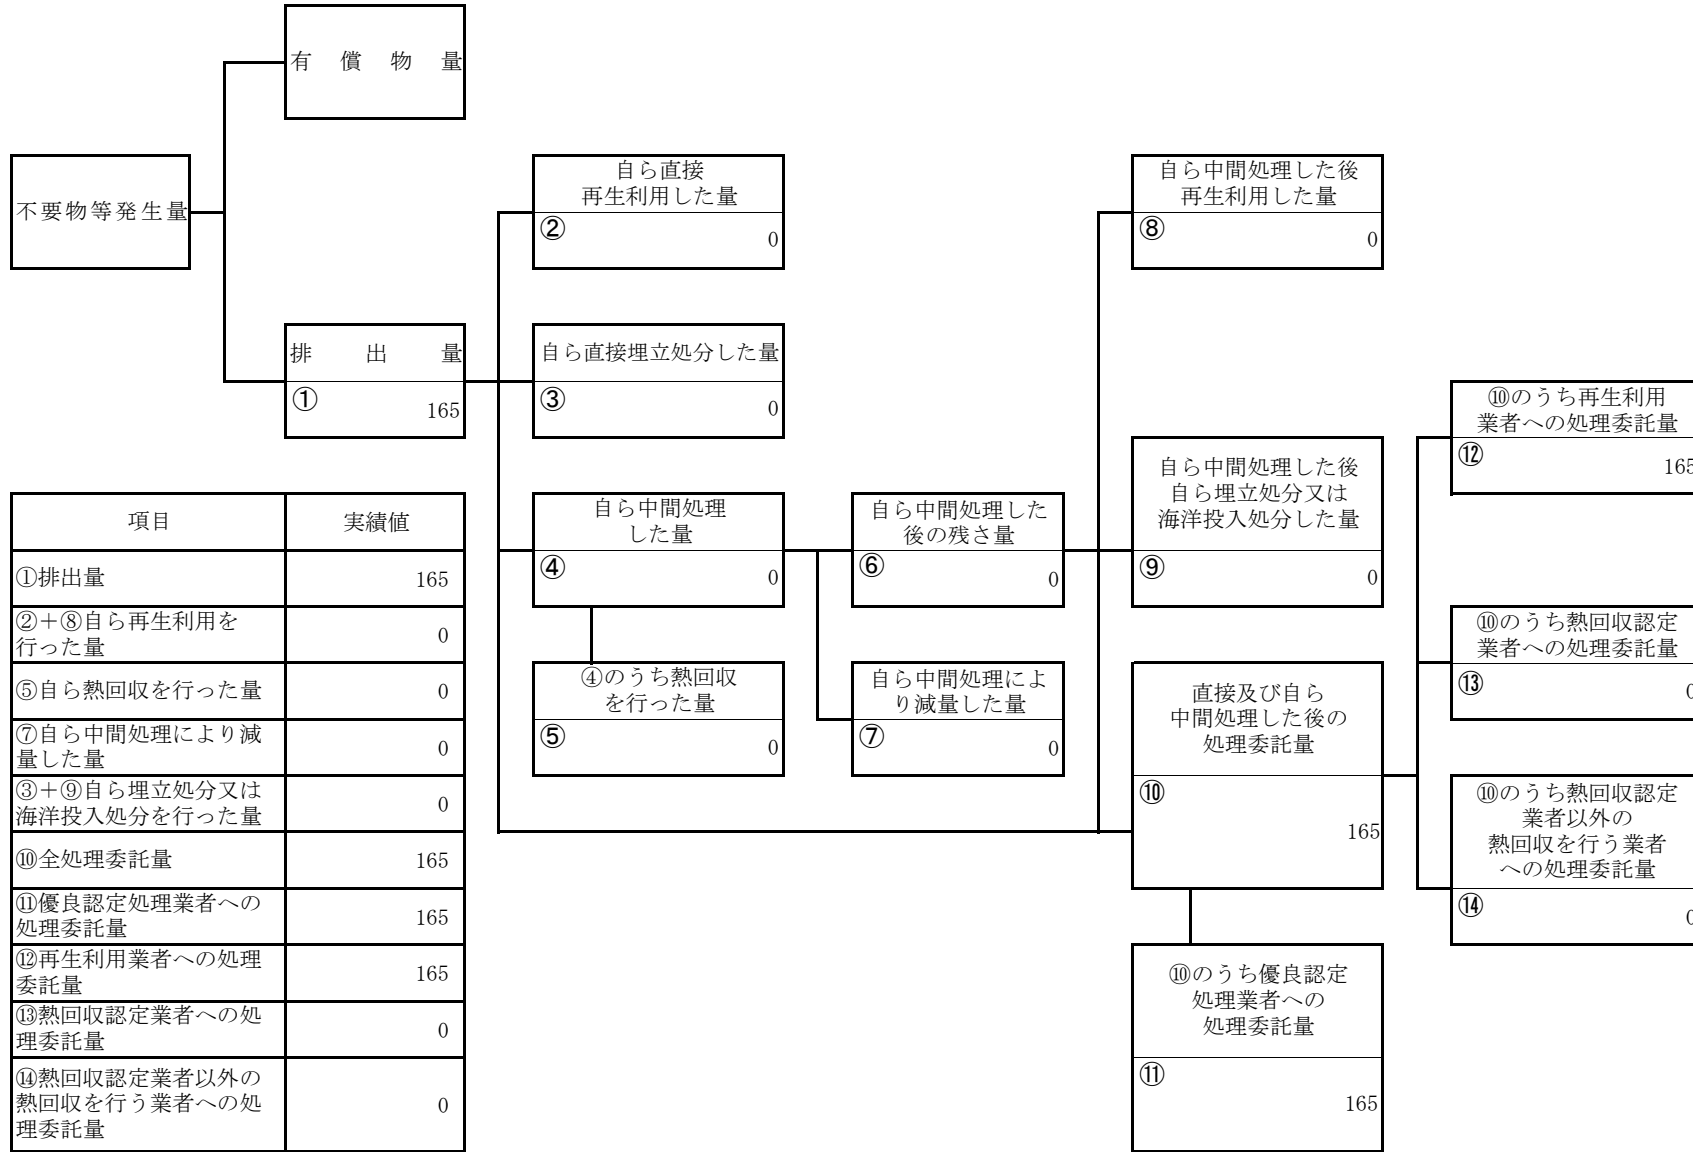 有償物量
不要物等発生量
自ら直接
再生利用した量
②
0
自ら中間処理した後
再生利用した量
⑧
0
排出量
①
165
自ら直接埋立処分した量
③
0
⑩のうち再生利用
業者への処理委託量
⑫
165
自ら中間処理
した量
④
0
自ら中間処理した
後の残さ量
⑥
0
自ら中間処理した後
自ら埋立処分又は
海洋投入処分した量
⑨
0
④のうち熱回収
を行った量
⑤
0
自ら中間処理によ
り減量した量
⑦
0
直接及び自ら
中間処理した後の
処理委託量
⑩
165
⑩のうち熱回収認定
業者への処理委託量
⑬
0
⑩のうち熱回収認定
業者以外の
熱回収を行う業者
への処理委託量
⑭
0
⑩のうち優良認定
処理業者への
処理委託量
⑪
165
項目 実績値
①排出量 165
②＋⑧自ら再生利用を
行った量 0
⑤自ら熱回収を行った量 0
⑦自ら中間処理により減
量した量 0
③＋⑨自ら埋立処分又は
海洋投入処分を行った量 0
⑩全処理委託量 165
⑪優良認定処理業者への
処理委託量 165
⑫再生利用業者への処理
委託量 165
⑬熱回収認定業者への処
理委託量 0
⑭熱回収認定業者以外の
熱回収を行う業者への処
理委託量 0